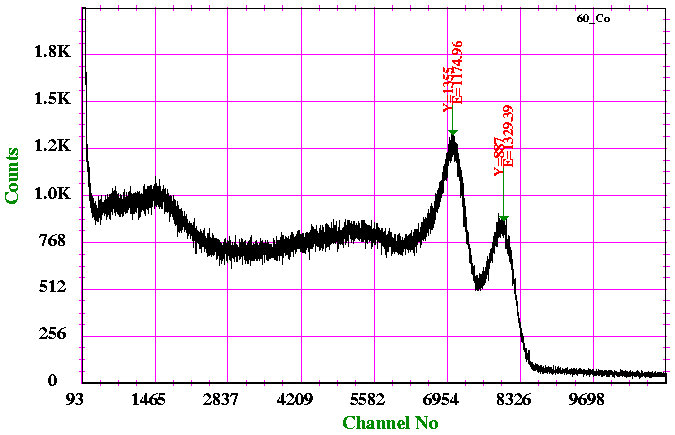 60_Co
Y=1355
E=1174.96
Y=887
E=1329.39
1.8K
1.5K
1.2K
1.0K
768
512
256
0
Counts
93 1465 2837 4209 5582 6954 8326 9698
Channel No